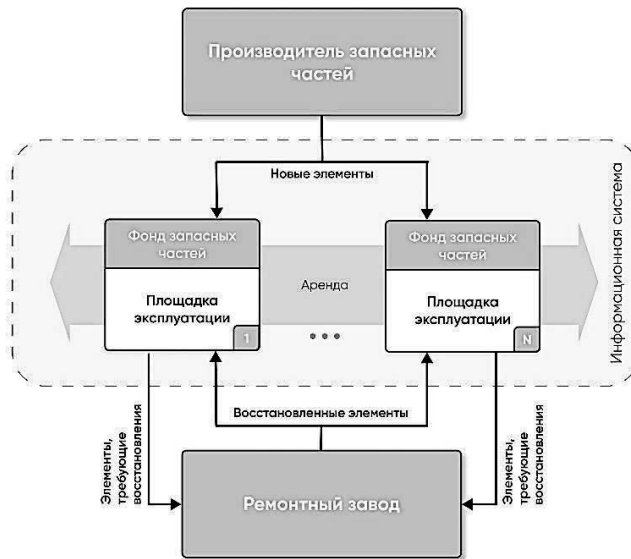 Производитель запасных
частей
Новые элементы
Информационная система
Фонд запасных
частей
Площадка
эксплуатации
1
Аренда
...
Фонд запасных
частей
Площадка
эксплуатации
N
Элементы,
требующие
восстановления
Восстановленные элементы
Элементы,
требующие
восстановления
Ремонтный завод